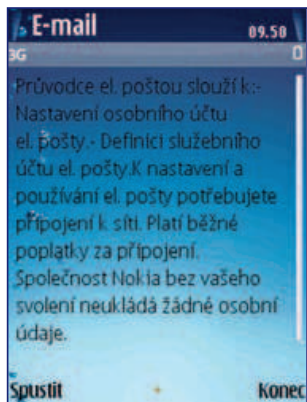 E-mail
09.50
3G
Průvodce el. poštou slouží k:-
Nastavení osobního účtu
el. pošty.- Definici služebního
účtu el. pošty.K nastavení a
používání el. pošty potřebujete
připojení k síti. Platí běžné
poplatky za připojení.
Společnost Nokia bez vašeho
svolení neukládá žádné osobní
údaje.
Spustit
Konec